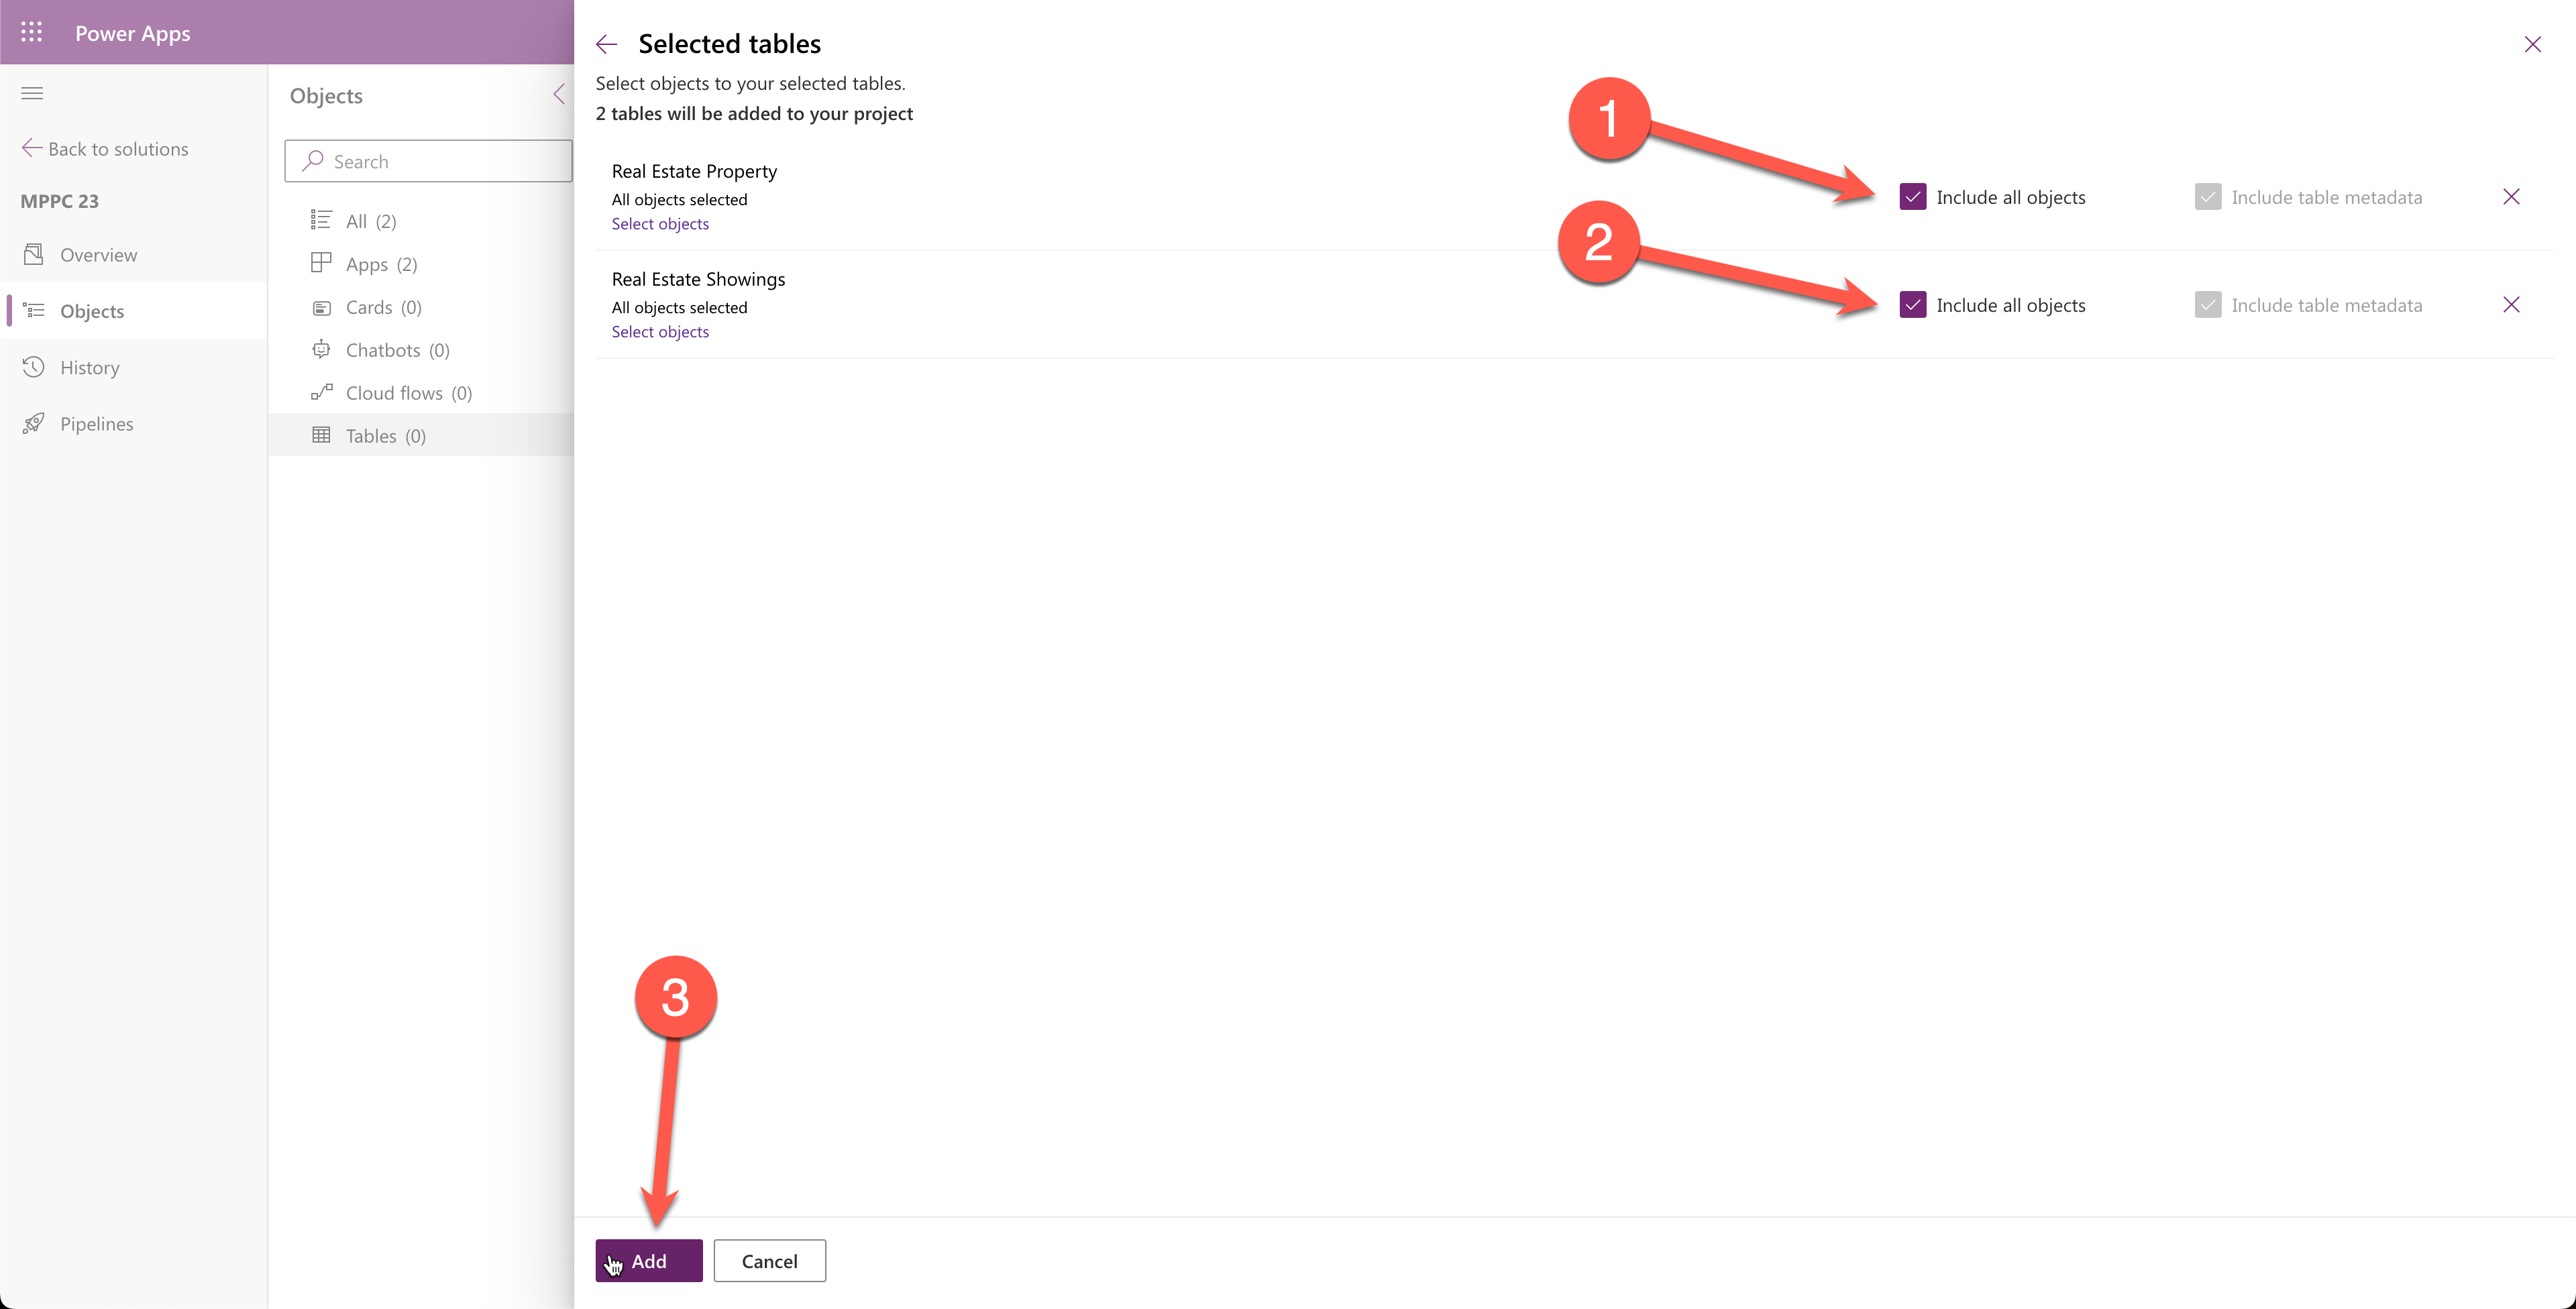 Power Apps
Back to solutions
MPPC 23
Overview
Objects
History
Pipelines
Objects
Search
All (2)
Apps (2)
Cards (0)
Chatbots (0)
Cloud flows (0)
Tables (0)
Selected tables
Select objects to your selected tables.
2 tables will be added to your project
1
Real Estate Property
All objects selected
Select objects
Include all objects
Include table metadata
2
Real Estate Showings
All objects selected
Select objects
Include all objects
Include table metadata
3
Add
Cancel